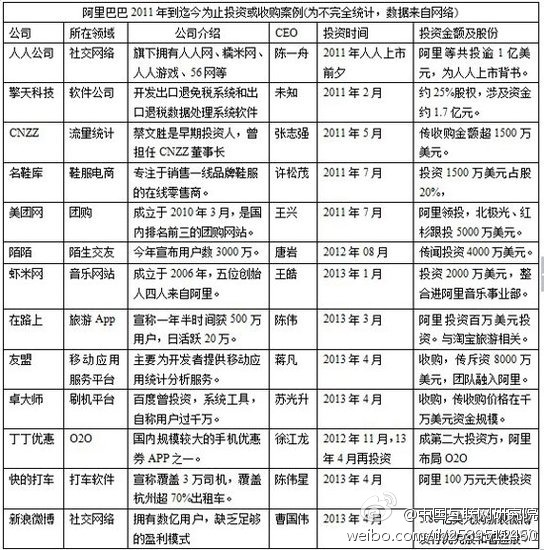 阿里巴巴 2011 年到迄今为止投资或收购案例(为不完全统计，数据来自网络)
公司 所在领域 公司介绍 CEO 投资时间 投资金额及股份
人人公司 社交网络 旗下拥有人人网、糯米网、 陈一舟 2011 年人人上市 阿里等共投逾 1 亿美
人人游戏、56 网等 前夕 元，为人人上市背书。
擎天科技 软件公司 开发出口退免税系统和出 未知 2011 年 2 月 约 25%股权，涉及资金
口退税数据处理系统软件 约 1.7 亿元。
CNZZ 流量统计 蔡文胜是早期投资人，曾 张志强 2011 年 5 月 传收购金额超 1500 万
担任 CNZZ 董事长 美元。
名鞋库 鞋服电商 专注于销售一线品牌鞋服 许松茂 2011 年 7 月 投资 1500 万美元占股
的在线零售商。 20%，
美团网 团购 成立于 2010 年 3 月，是国 王兴 2011 年 7 月 阿里领投，北极光、红
内排名前三的团购网站。 杉跟投 5000 万美元。
陌陌 陌生交友 今年宣布用户数 3000 万。 唐岩 2012 年 08 月 传闻投资 4000 万美元。
虾米网 音乐网站 成立于 2006 年，五位创始 王皓 2013 年 1 月 投资 2000 万美元，整
人四人来自阿里。 合进阿里音乐事业部。
在路上 旅游 App 宣称一年半时间获 500 万 陈伟 2013 年 3 月 阿里投资百万美元投
用户，日活跃 20 万。 资。与淘宝旅游相关。
友盟 移动应用 主要为开发者提供移动应 蒋凡 2013 年 4 月 收购，传斥资 8000 万
服务平台 用统计分析服务。 美元，团队融入阿里。
卓大师 刷机平台 百度曾投资，系统工具， 苏光升 2013 年 4 月 收购，传收购价格在千
自称用户过千万。 万美元资金规模。
丁丁优惠 O2O 国内规模较大的手机优惠 徐江龙 2012 年 11 月，13 成第二大投资方，阿里
券 APP 之一。 年 4 月再投资 布局 O2O
快的打车 打车软件 宣称覆盖 3 万司机，覆盖 陈伟星 2013 年 4 月 阿里 100 万元天使投资
杭州超 70%出租车。
新浪微博 社交网络 拥有数亿用户，缺乏足够 曹国伟 2013 年 4 月
的盈利模式
@中国互联网研究院